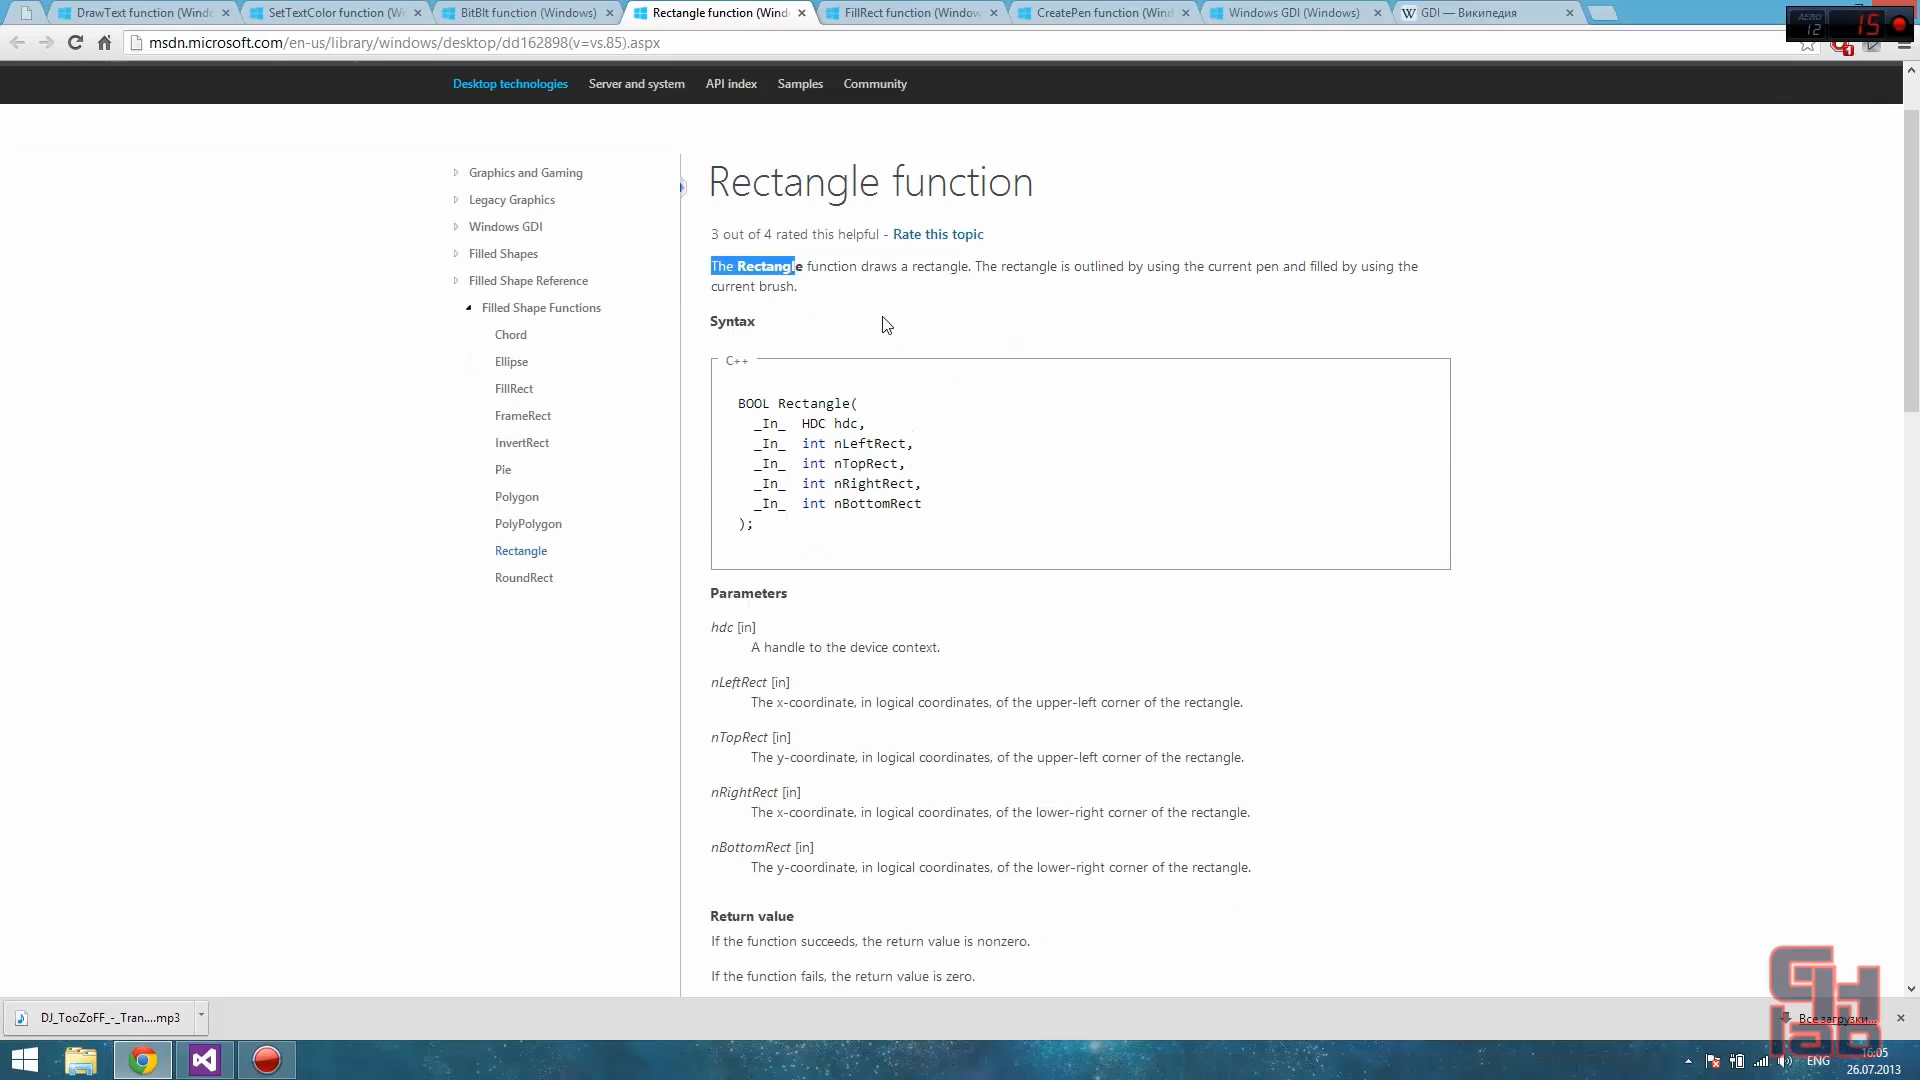 DrawText function (Windo
SetTextColor function (Wi
BitBlt function (Windows)
Rectangle function (Wind
FillRect function (Window
CreatePen function (Wind
Windows GDI (Windows)
GDI — Википедия
AERO
12
15
msdn.microsoft.com/en-us/library/windows/desktop/dd162898(v=vs.85).aspx
1
Desktop technologies
Server and system
API index
Samples
Community
Graphics and Gaming
Legacy Graphics
Windows GDI
Filled Shapes
Filled Shape Reference
Filled Shape Functions
Chord
Ellipse
FillRect
FrameRect
InvertRect
Pie
Polygon
PolyPolygon
Rectangle
RoundRect
Rectangle function
3 out of 4 rated this helpful - Rate this topic
The Rectangle function draws a rectangle. The rectangle is outlined by using the current pen and filled by using the
current brush.
Syntax
C++
BOOL Rectangle(
_In_ HDC hdc,
_In_ int nLeftRect,
_In_ int nTopRect,
_In_ int nRightRect,
_In_ int nBottomRect
);
Parameters
hdc [in]
A handle to the device context.
nLeftRect [in]
The x-coordinate, in logical coordinates, of the upper-left corner of the rectangle.
nTopRect [in]
The y-coordinate, in logical coordinates, of the upper-left corner of the rectangle.
nRightRect [in]
The x-coordinate, in logical coordinates, of the lower-right corner of the rectangle.
nBottomRect [in]
The y-coordinate, in logical coordinates, of the lower-right corner of the rectangle.
Return value
If the function succeeds, the return value is nonzero.
If the function fails, the return value is zero.
DJ_TooZoFF_-_Tran....mp3
Все загрузки...
lab
ENG
16:05
26.07.2013